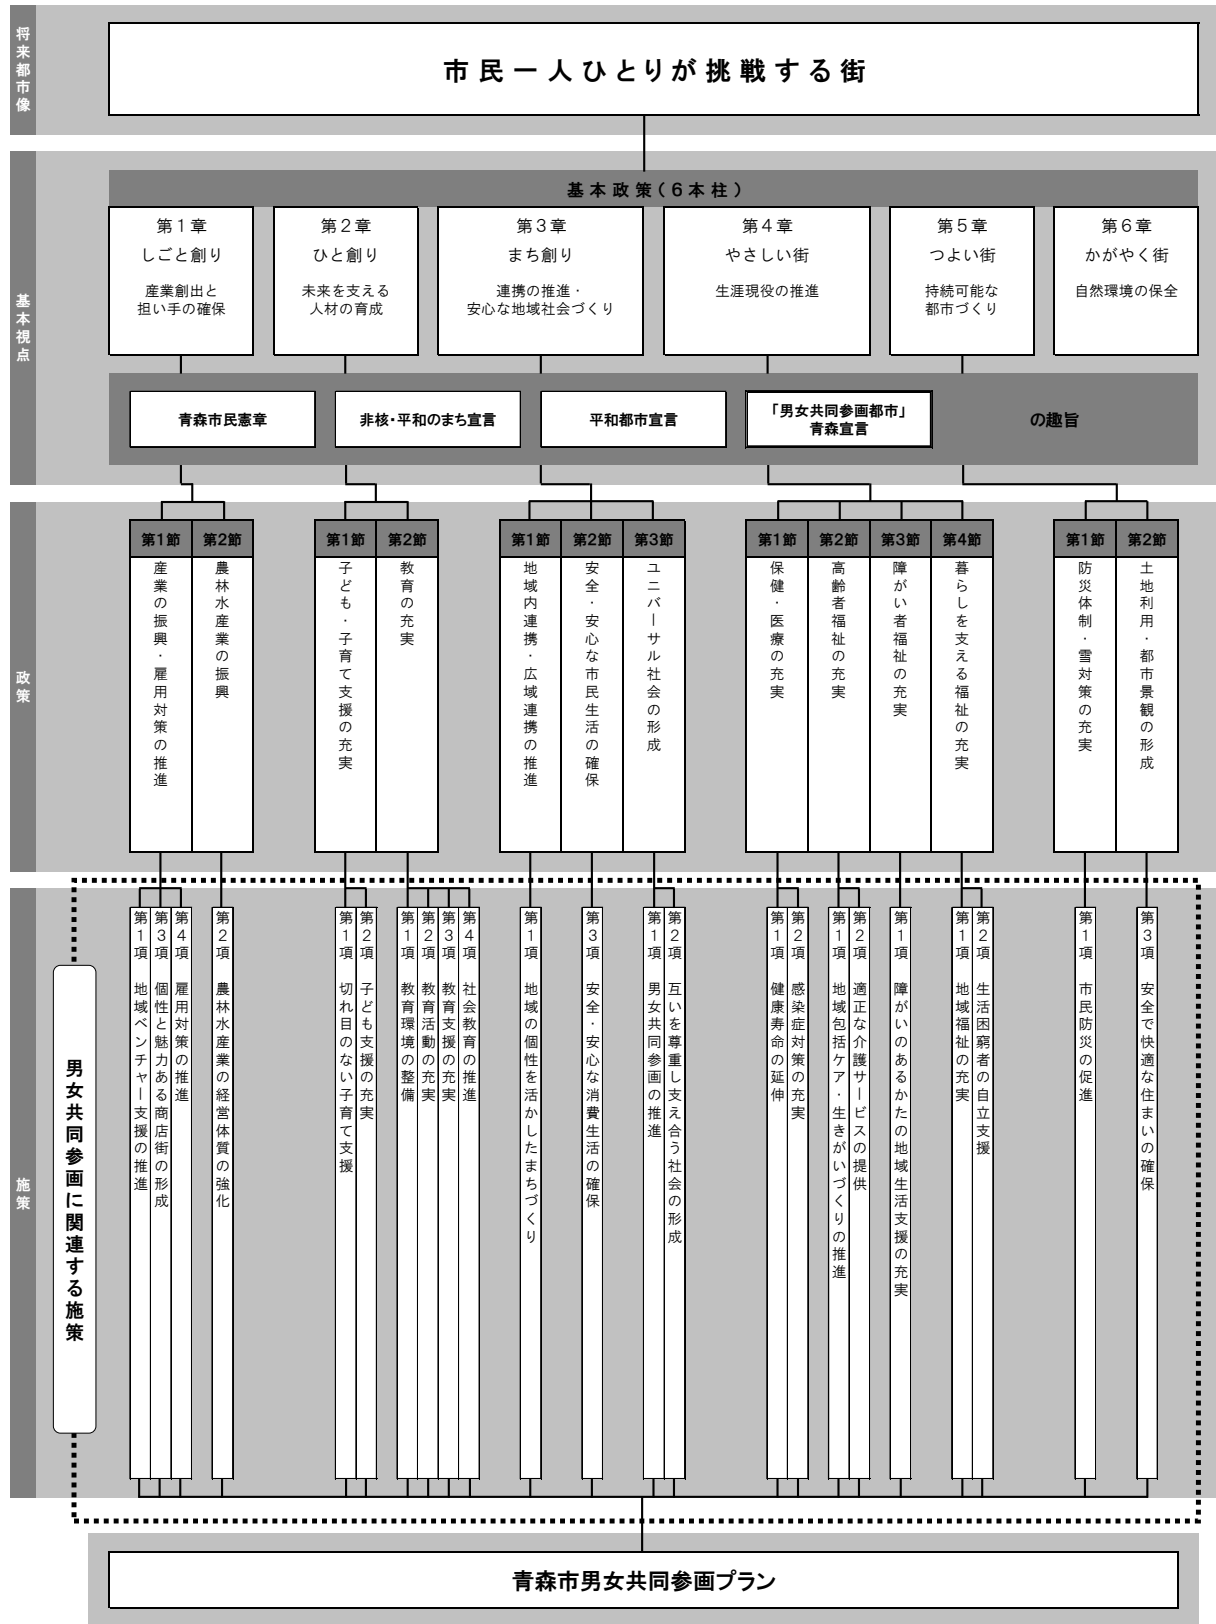 将来都市像
市民一人ひとりが挑戦する街
基本視点
基本政策(6本柱)
第1章
しごと創り
産業創出と
担い手の確保
第2章
ひと創り
未来を支える
人材の育成
第3章
まち創り
連携の推進・
安心な地域社会づくり
第4章
やさしい街
生涯現役の推進
第5章
つよい街
持続可能な
都市づくり
第6章
かがやく街
自然環境の保全
青森市民憲章
非核・平和のまち宣言
平和都市宣言
「男女共同参画都市」
青森宣言
の趣旨
政策
第1節
産業の振興・雇用対策の推進
第2節
農林水産業の振興
第1節
子ども・子育て支援の充実
第2節
教育の充実
第1節
地域内連携・広域連携の推進
第2節
安全・安心な市民生活の確保
第3節
ユニバーサル社会の形成
第1節
保健・医療の充実
第2節
高齢者福祉の充実
第3節
障がい者福祉の充実
第4節
暮らしを支える福祉の充実
第1節
防災体制・雪対策の充実
第2節
土地利用・都市景観の形成
施策
男女共同参画に関連する施策
第1項 地域ベンチャー支援の推進
第3項 個性と魅力ある商店街の形成
第4項 雇用対策の推進
第2項 農林水産業の経営体質の強化
第1項 切れ目のない子育て支援
第2項 子ども支援の充実
第1項 教育環境の整備
第2項 教育活動の充実
第3項 教育支援の充実
第4項 社会教育の推進
第1項 地域の個性を活かしたまちづくり
第3項 安全・安心な消費生活の確保
第1項 男女共同参画の推進
第2項 互いを尊重し支え合う社会の形成
第1項 健康寿命の延伸
第2項 感染症対策の充実
第1項 地域包括ケア・生きがいづくりの推進
第2項 適正な介護サービスの提供
第1項 障がいのあるかたの地域生活支援の充実
第1項 地域福祉の充実
第2項 生活困窮者の自立支援
第1項 市民防災の促進
第3項 安全で快適な住まいの確保
青森市男女共同参画プラン